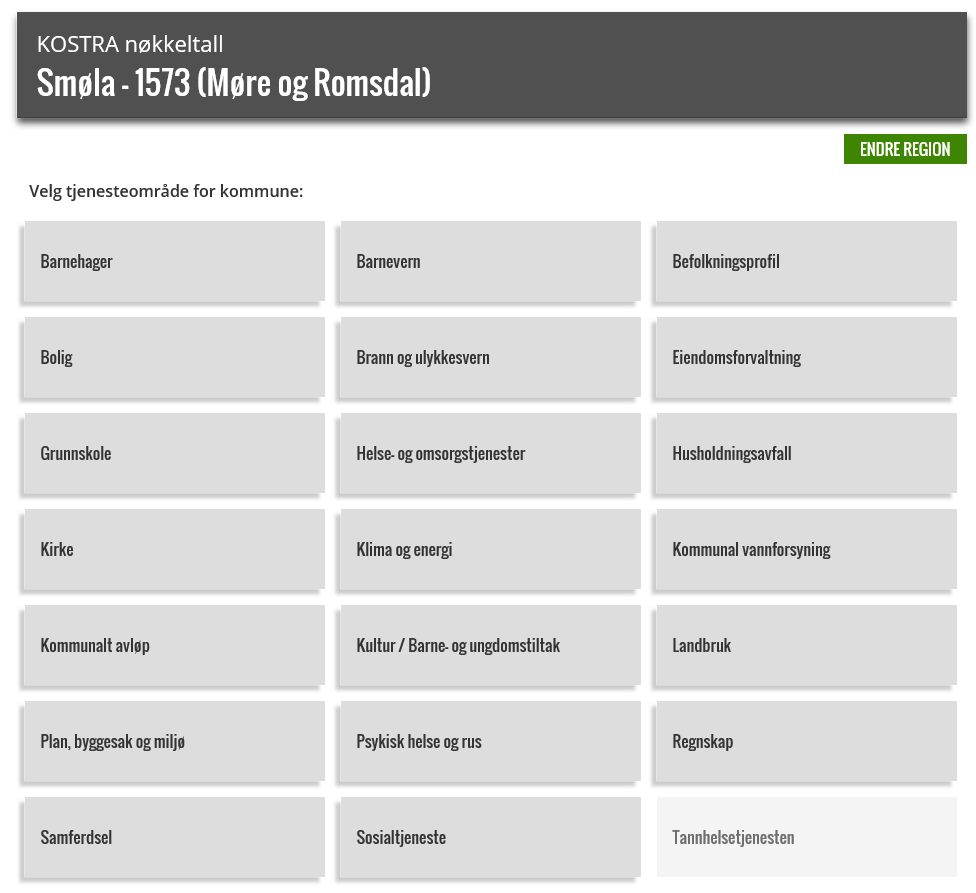 KOSTRA nøkkeltall
Smøla - 1573 (Møre og Romsdal)
ENDRE REGION
Velg tjenesteområde for kommune:
Barnehager
Barnevern
Befolkningsprofil
Bolig
Brann og ulykkesvern
Eiendomsforvaltning
Grunnskole
Helse- og omsorgstjenester
Husholdningsavfall
Kirke
Klima og energi
Kommunal vannforsyning
Kommunalt avløp
Kultur / Barne- og ungdomstiltak
Landbruk
Plan, byggesak og miljø
Psykisk helse og rus
Regnskap
Samferdsel
Sosialtjeneste
Tannhelsetjenesten